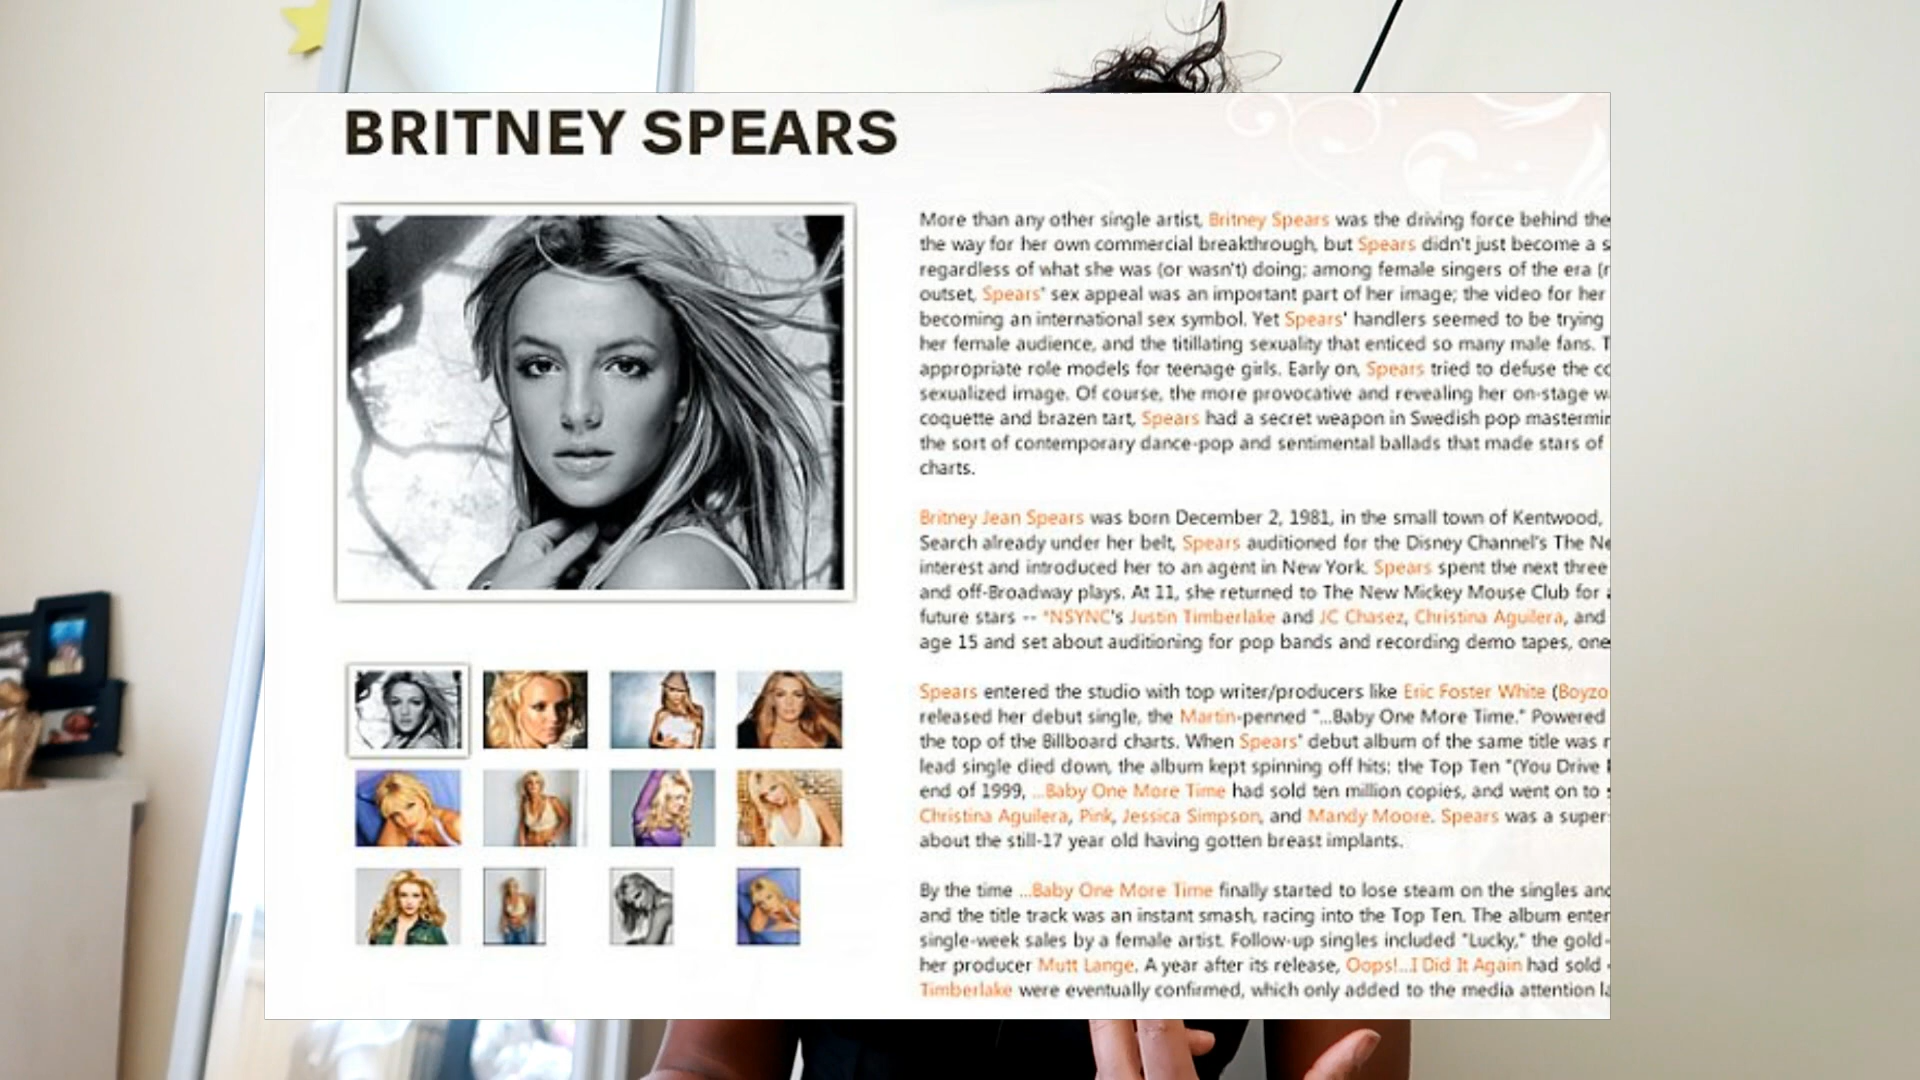 BRITNEY SPEARS
More than any other single artist, Britney Spears was the driving force behind the
the way for her own commercial breakthrough, but Spears didn't just become a s
regardless of what she was (or wasn't) doing; among female singers of the era (r
outset, Spears' sex appeal was an important part of her image; the video for her
becoming an international sex symbol. Yet Spears' handlers seemed to be trying
her female audience, and the titillating sexuality that enticed so many male fans. T
appropriate role models for teenage girls. Early on, Spears tried to defuse the co
sexualized image. Of course, the more provocative and revealing her on-stage w
coquette and brazen tart, Spears had a secret weapon in Swedish pop mastermin
the sort of contemporary dance-pop and sentimental ballads that made stars of
charts.
Britney Jean Spears was born December 2, 1981, in the small town of Kentwood,
Search already under her belt, Spears auditioned for the Disney Channel's The Ne
interest and introduced her to an agent in New York. Spears spent the next three
and off-Broadway plays. At 11, she returned to The New Mickey Mouse Club for
future stars -- *NSYNC's Justin Timberlake and JC Chasez, Christina Aguilera, and
age 15 and set about auditioning for pop bands and recording demo tapes, one
Spears entered the studio with top writer/producers like Eric Foster White (Boyzo
released her debut single, the Martin-penned "...Baby One More Time." Powered
the top of the Billboard charts. When Spears' debut album of the same title was r
lead single died down, the album kept spinning off hits: the Top Ten "(You Drive
end of 1999, ...Baby One More Time had sold ten million copies, and went on to s
Christina Aguilera, Pink, Jessica Simpson, and Mandy Moore. Spears was a super
about the still-17 year old having gotten breast implants.
By the time ...Baby One More Time finally started to lose steam on the singles and
and the title track was an instant smash, racing into the Top Ten. The album enter
single-week sales by a female artist. Follow-up singles included "Lucky," the gold-
her producer Mutt Lange. A year after its release, Oops!...I Did It Again had sold
Timberlake were eventually confirmed, which only added to the media attention la